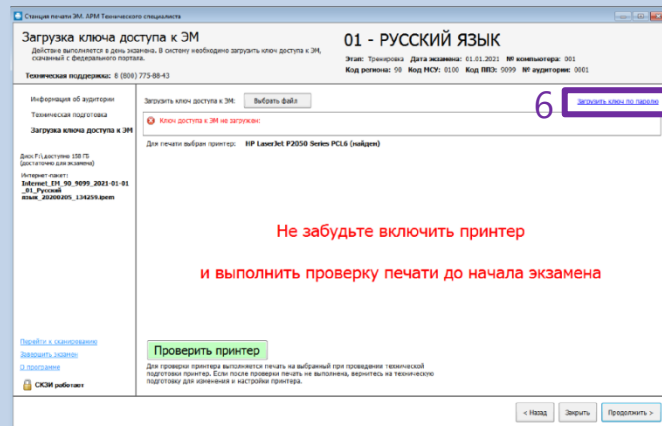 Станция печати ЭМ. АРМ Технического специалиста
Загрузка ключа доступа к ЭМ
Действие выполняется в день экзамена. В систему необходимо загрузить ключ доступа к ЭМ,
скачанный с федерального портала.
Техническая поддержка: 8 (800) 775-88-43
01 - РУССКИЙ ЯЗЫК
Этап: Тренировка Дата экзамена: 01.01.2021 № компьютера: 001
Код региона: 90 Код МСУ: 0100 Код ППЭ: 9099 № аудитории: 0001
Информация об аудитории
Техническая подготовка
Загрузка ключа доступа к ЭМ
Диск F:\ доступно 158 ГБ
(достаточно для экзамена)
Интернет-пакет:
Internet_EM_90_9099_2021-01-01
_01_Русский
язык_20200205_134259.ipem
Загрузить ключ доступа к ЭМ: Выбрать файл
6
Загрузить ключ по паролю
Ключ доступа к ЭМ не загружен:
Для печати выбран принтер: HP LaserJet P2050 Series PCL6 (найден)
Не забудьте включить принтер
и выполнить проверку печати до начала экзамена
Перейти к сканированию
Завершить экзамен
О программе
СКЗИ работает
Проверить принтер
Для проверки принтера выполняется печать на выбранный при проведении технической
подготовки принтер. Если после проверки печать не выполнена, вернитесь на техническую
подготовку для изменения и настройки принтера.
< Назад Закрыть Продолжить >